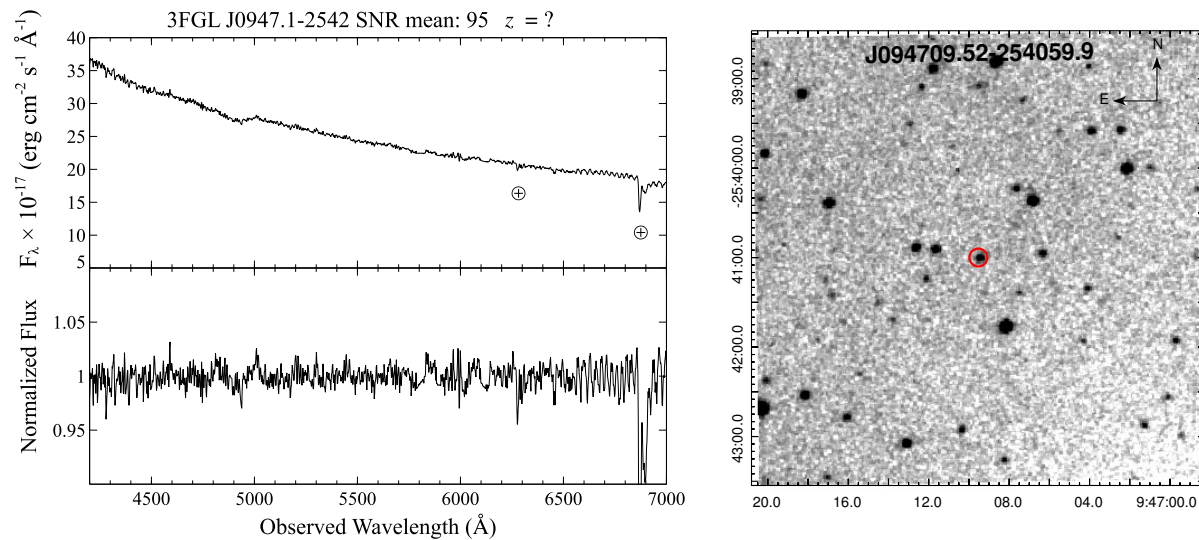 3FGL J0947.1-2542 SNR mean: 95 z = ?
F_λ × 10^-17 (erg cm^-2 s^-1 Å^-1)
40
35
30
25
20
15
10
5
⊕
⊕
Normalized Flux
1.05
1
0.95
4500 5000 5500 6000 6500 7000
Observed Wavelength (Å)
J094709.52-254059.9
N
E
39:00.0
-25:40:00.0
41:00.0
42:00.0
43:00.0
20.0 16.0 12.0 08.0 04.0 9:47:00.0